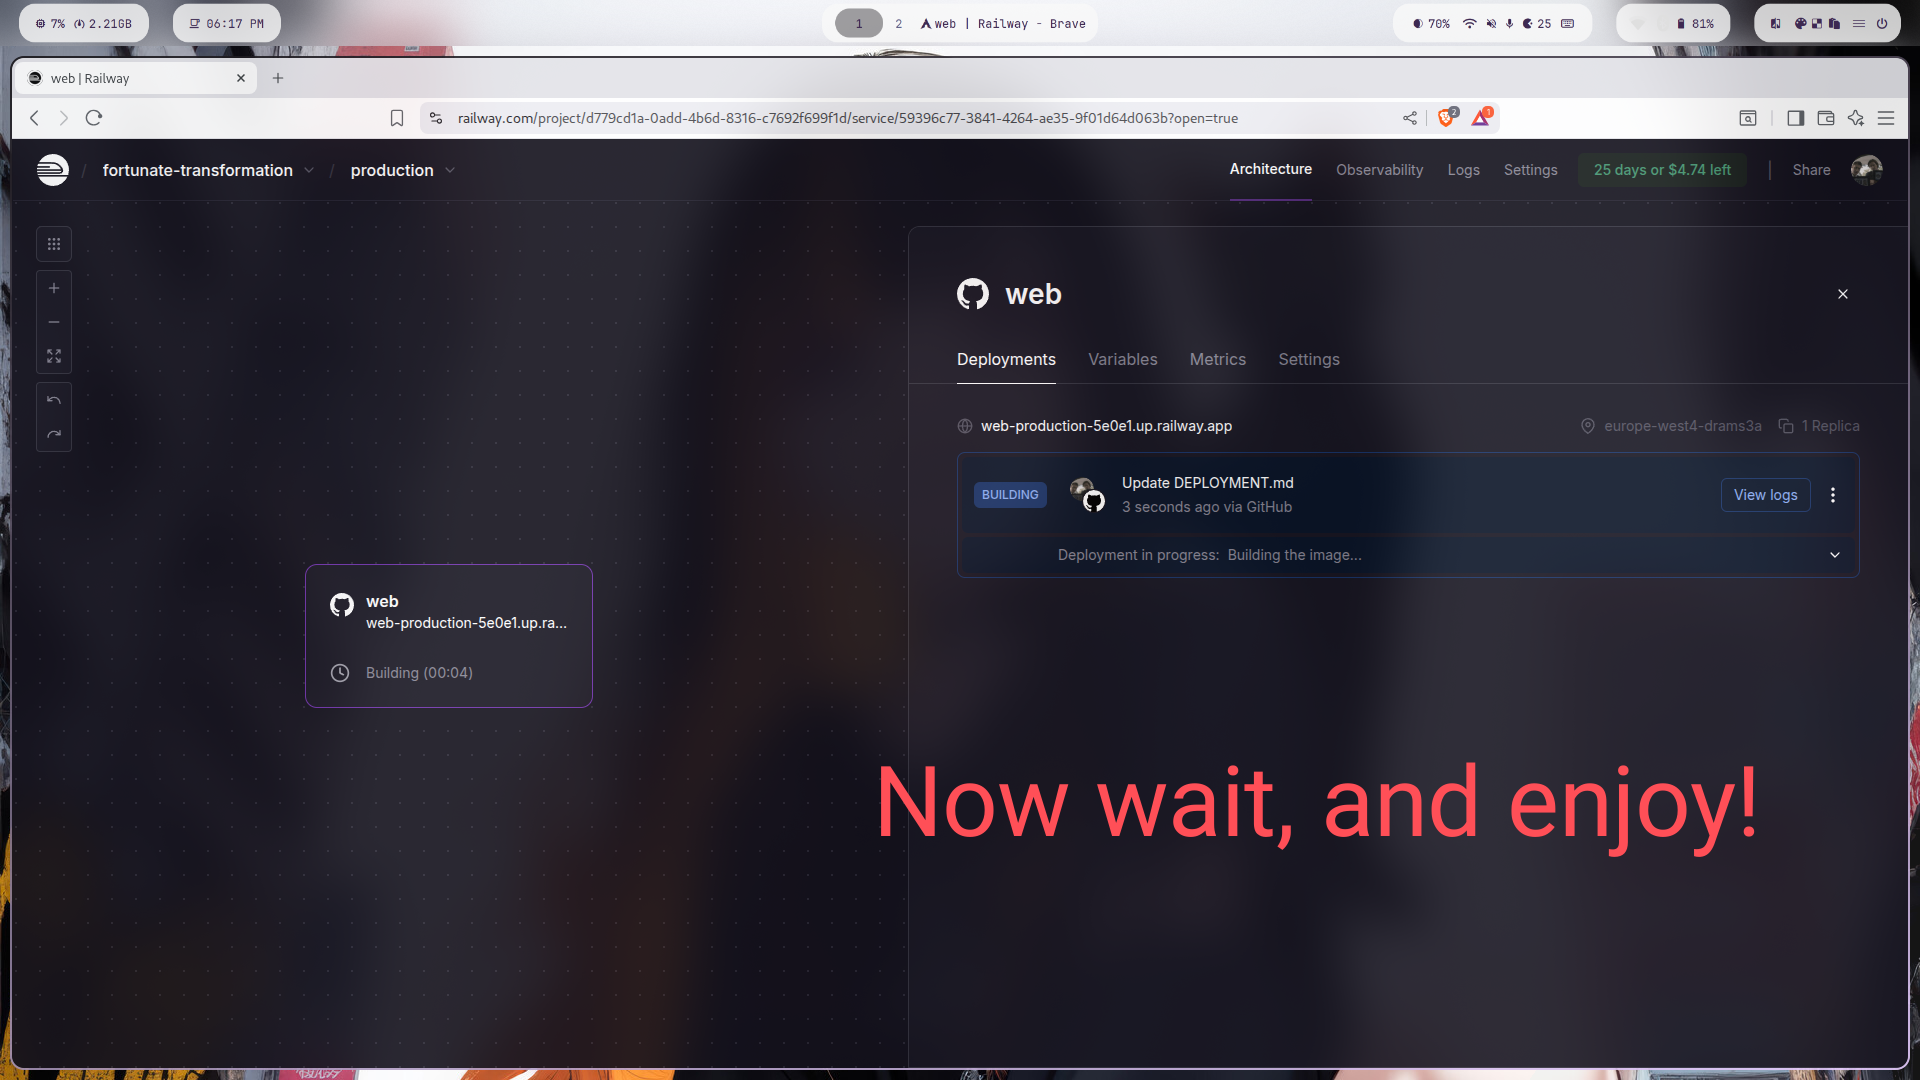 7% 2.21GB
06:17 PM
1 2 web | Railway - Brave
70% 25
81%
web | Railway
railway.com/project/d779cd1a-0add-4b6d-8316-c7692f699f1d/service/59396c77-3841-4264-ae35-9f01d64d063b?open=true
2 1
/ fortunate-transformation / production
Architecture Observability Logs Settings 25 days or $4.74 left | Share
web
Deployments Variables Metrics Settings
web-production-5e0e1.up.railway.app europe-west4-drams3a 1 Replica
BUILDING Update DEPLOYMENT.md View logs
3 seconds ago via GitHub
Deployment in progress: Building the image...
web
web-production-5e0e1.up.ra...
Building (00:04)
Now wait, and enjoy!